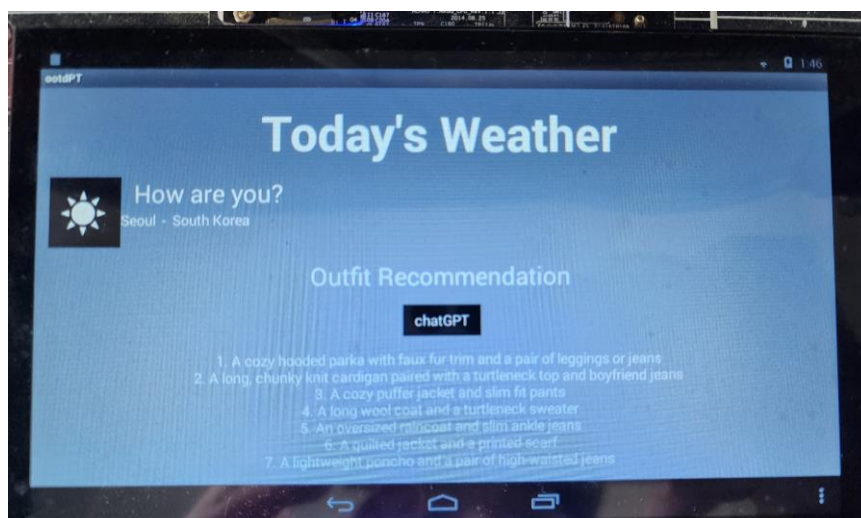 2014.08.25
1:46
ootdPT
Today's Weather
How are you?
Seoul - South Korea
Outfit Recommendation
chatGPT
1. A cozy hooded parka with faux fur trim and a pair of leggings or jeans
2. A long, chunky knit cardigan paired with a turtleneck top and boyfriend jeans
3. A cozy puffer jacket and slim fit pants
4. A long wool coat and a turtleneck sweater
5. An oversized raincoat and slim ankle jeans
6. A quilted jacket and a printed scarf
7. A lightweight poncho and a pair of high-waisted jeans